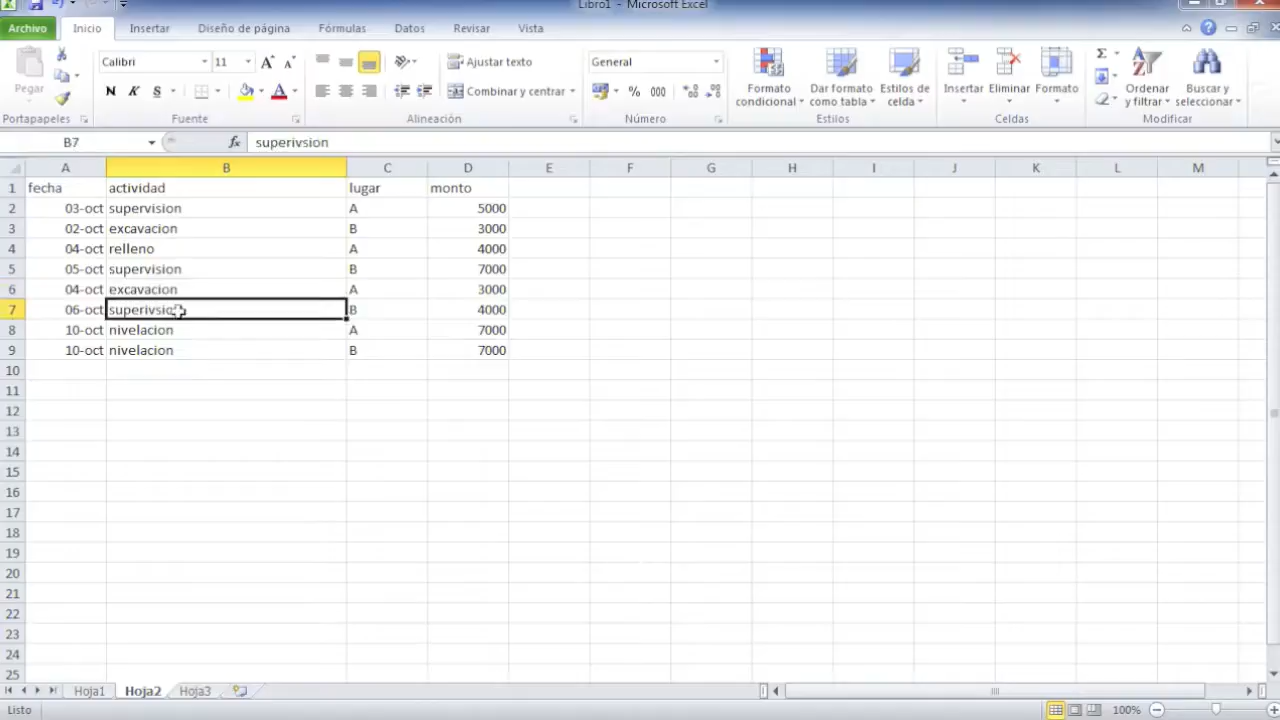 Libro1 - Microsoft Excel
Archivo Inicio Insertar Diseño de página Fórmulas Datos Revisar Vista
Calibri 11 Ajustar texto General
Pegar N K S Combinar y centrar % 000 Formato condicional Dar formato como tabla Estilos de celda Insertar Eliminar Formato Ordenar y filtrar Buscar y seleccionar
Portapapeles Fuente Alineación Número Estilos Celdas Modificar
B7 fx superivsion
A B C D E F G H I J K L M
1 fecha actividad lugar monto
2 03-oct supervision A 5000
3 02-oct excavacion B 3000
4 04-oct relleno A 4000
5 05-oct supervision B 7000
6 04-oct excavacion A 3000
7 06-oct superivsion B 4000
8 10-oct nivelacion A 7000
9 10-oct nivelacion B 7000
10
11
12
13
14
15
16
17
18
19
20
21
22
23
24
25
Hoja1 Hoja2 Hoja3
Listo 100%